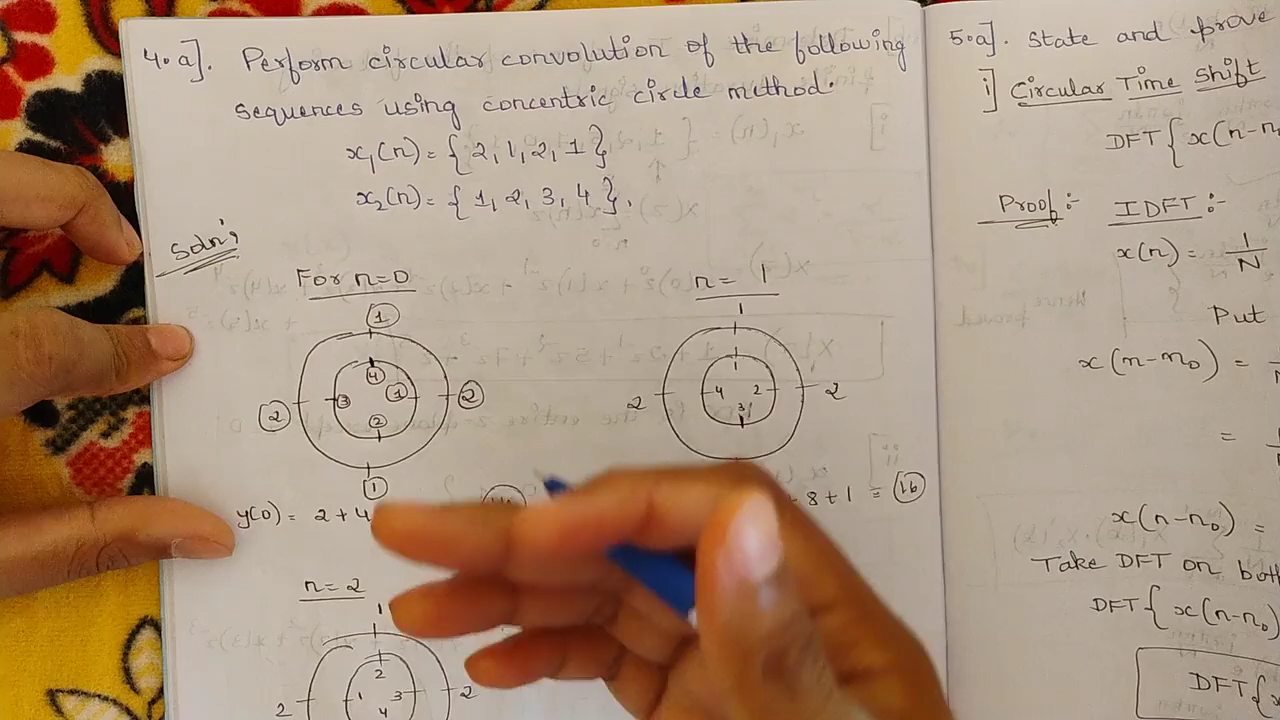 4.a]. Perform circular convolution of the following
sequences using concentric circle method.
x₁(n) = { 2, 1, 2, 1 }
x₂(n) = { 1, 2, 3, 4 }.
Soln;
For n=0
1
4
2 3 1 2
2
1
y(0) = 2 + 4
n = 1
1
1
2 4 2 2
3
8 + 1 = 16
n = 2
1
2
2 1 3 2
4
5.a]. State and prove
i] Circular Time Shift
DFT { x(n-n
Proof :- IDFT :-
x(n) = 1/N
Put
x(n-n₀) =
=
x(n-n₀) =
Take DFT on both
DFT { x(n-n₀)
DFT {